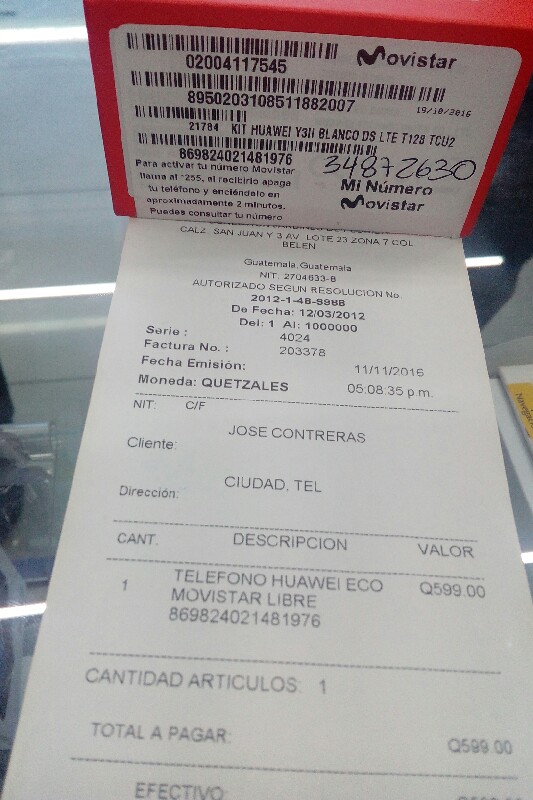 Movistar
02004117545
8950203108511882007
19/10/2016
21784 KIT HUAWEI Y3II BLANCO DS LTE T128 TCU2
869824021481976
34872630
Para activar tu número Movistar
llama al *255, al recibirlo apaga
tu teléfono y enciéndelo en
aproximadamente 2 minutos.
Puedes consultar tu número
Mi Número
Movistar
CALZ. SAN JUAN Y 3 AV. LOTE 23 ZONA 7 COL
BELEN
Guatemala, Guatemala
NIT. 2704633-8
AUTORIZADO SEGUN RESOLUCION No.
2012-1-48-9988
De Fecha: 12/03/2012
Del: 1 Al: 1000000
Serie : 4024
Factura No. : 203378
Fecha Emisión: 11/11/2016
Moneda: QUETZALES 05:08:35 p.m.
NIT: C/F
Cliente: JOSE CONTRERAS
Dirección: CIUDAD, TEL
CANT. DESCRIPCION VALOR
1 TELEFONO HUAWEI ECO Q599.00
MOVISTAR LIBRE
869824021481976
CANTIDAD ARTICULOS: 1
TOTAL A PAGAR: Q599.00
EFECTIVO: